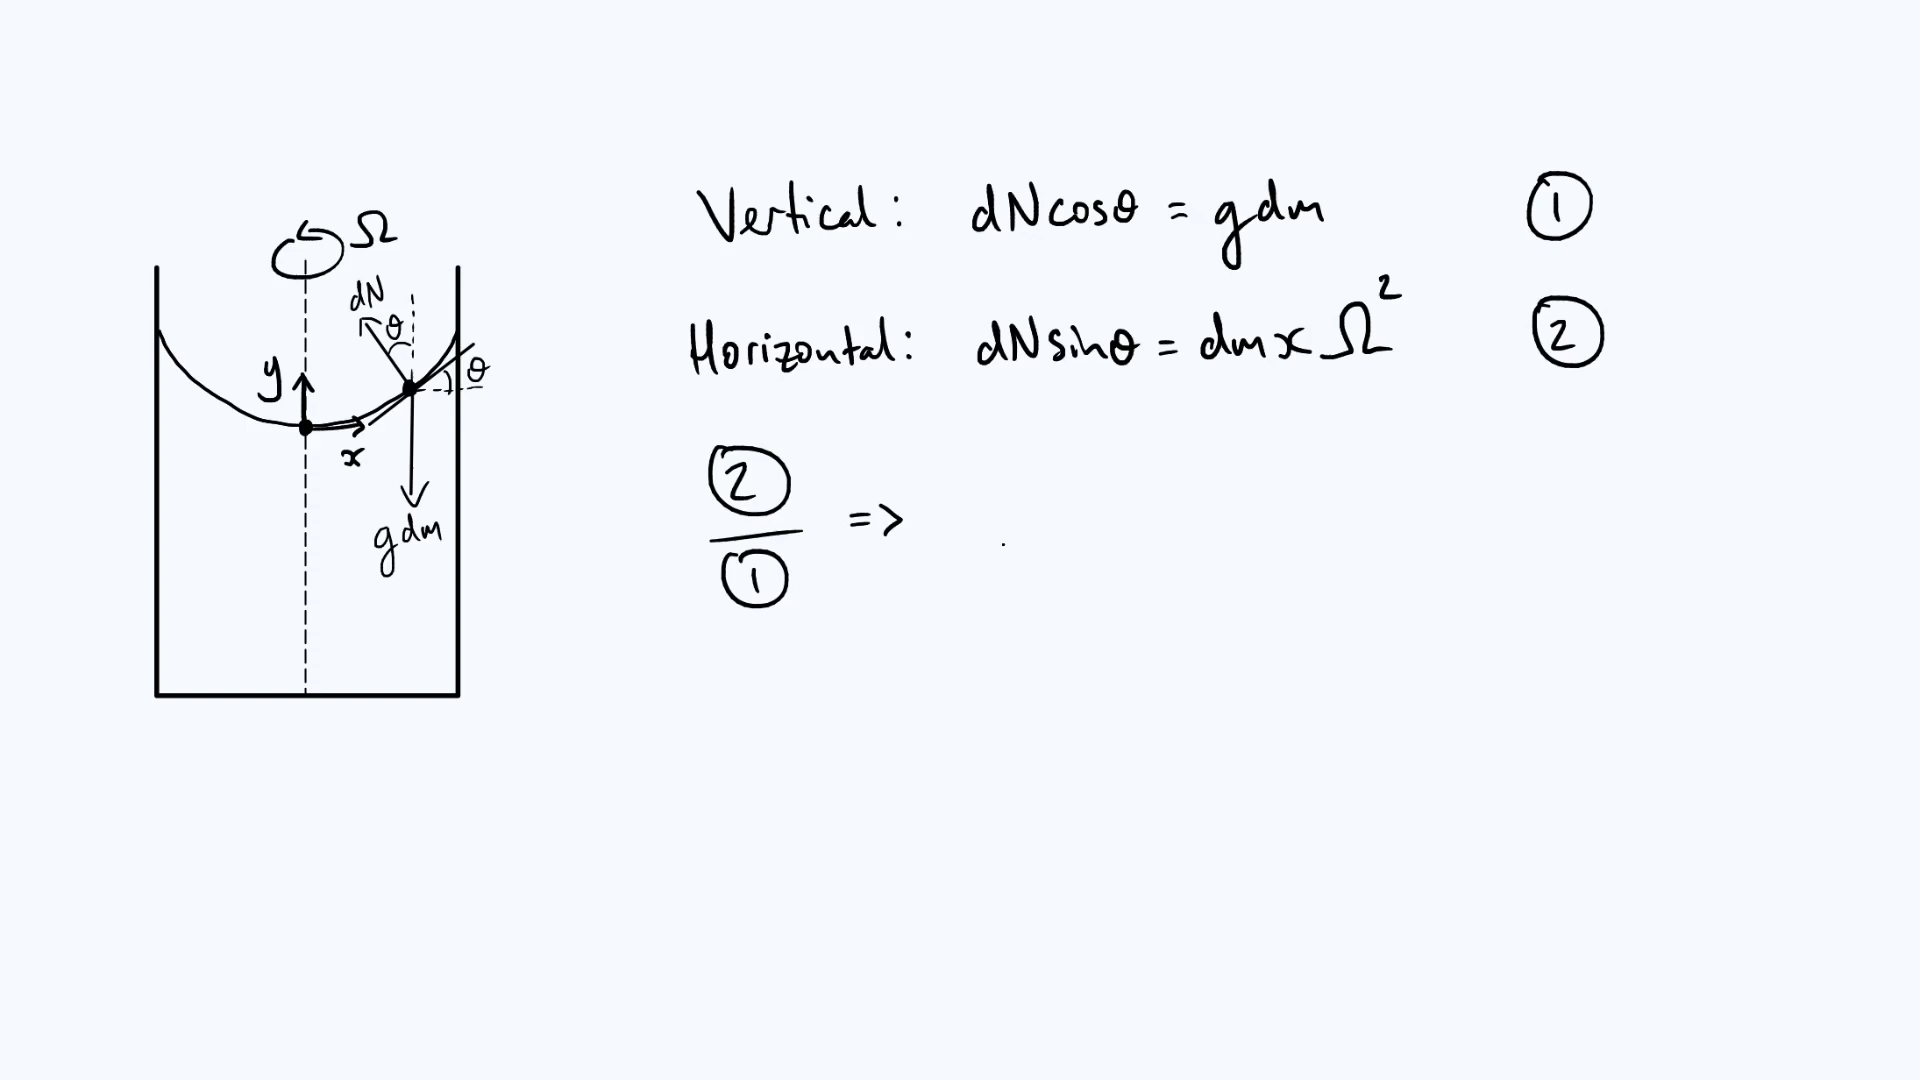 Vertical: dNcosθ = gdm ①
Horizontal: dNsinθ = dmxΩ² ②
②/① =>
Ω
dN
θ
y
θ
x
gdm